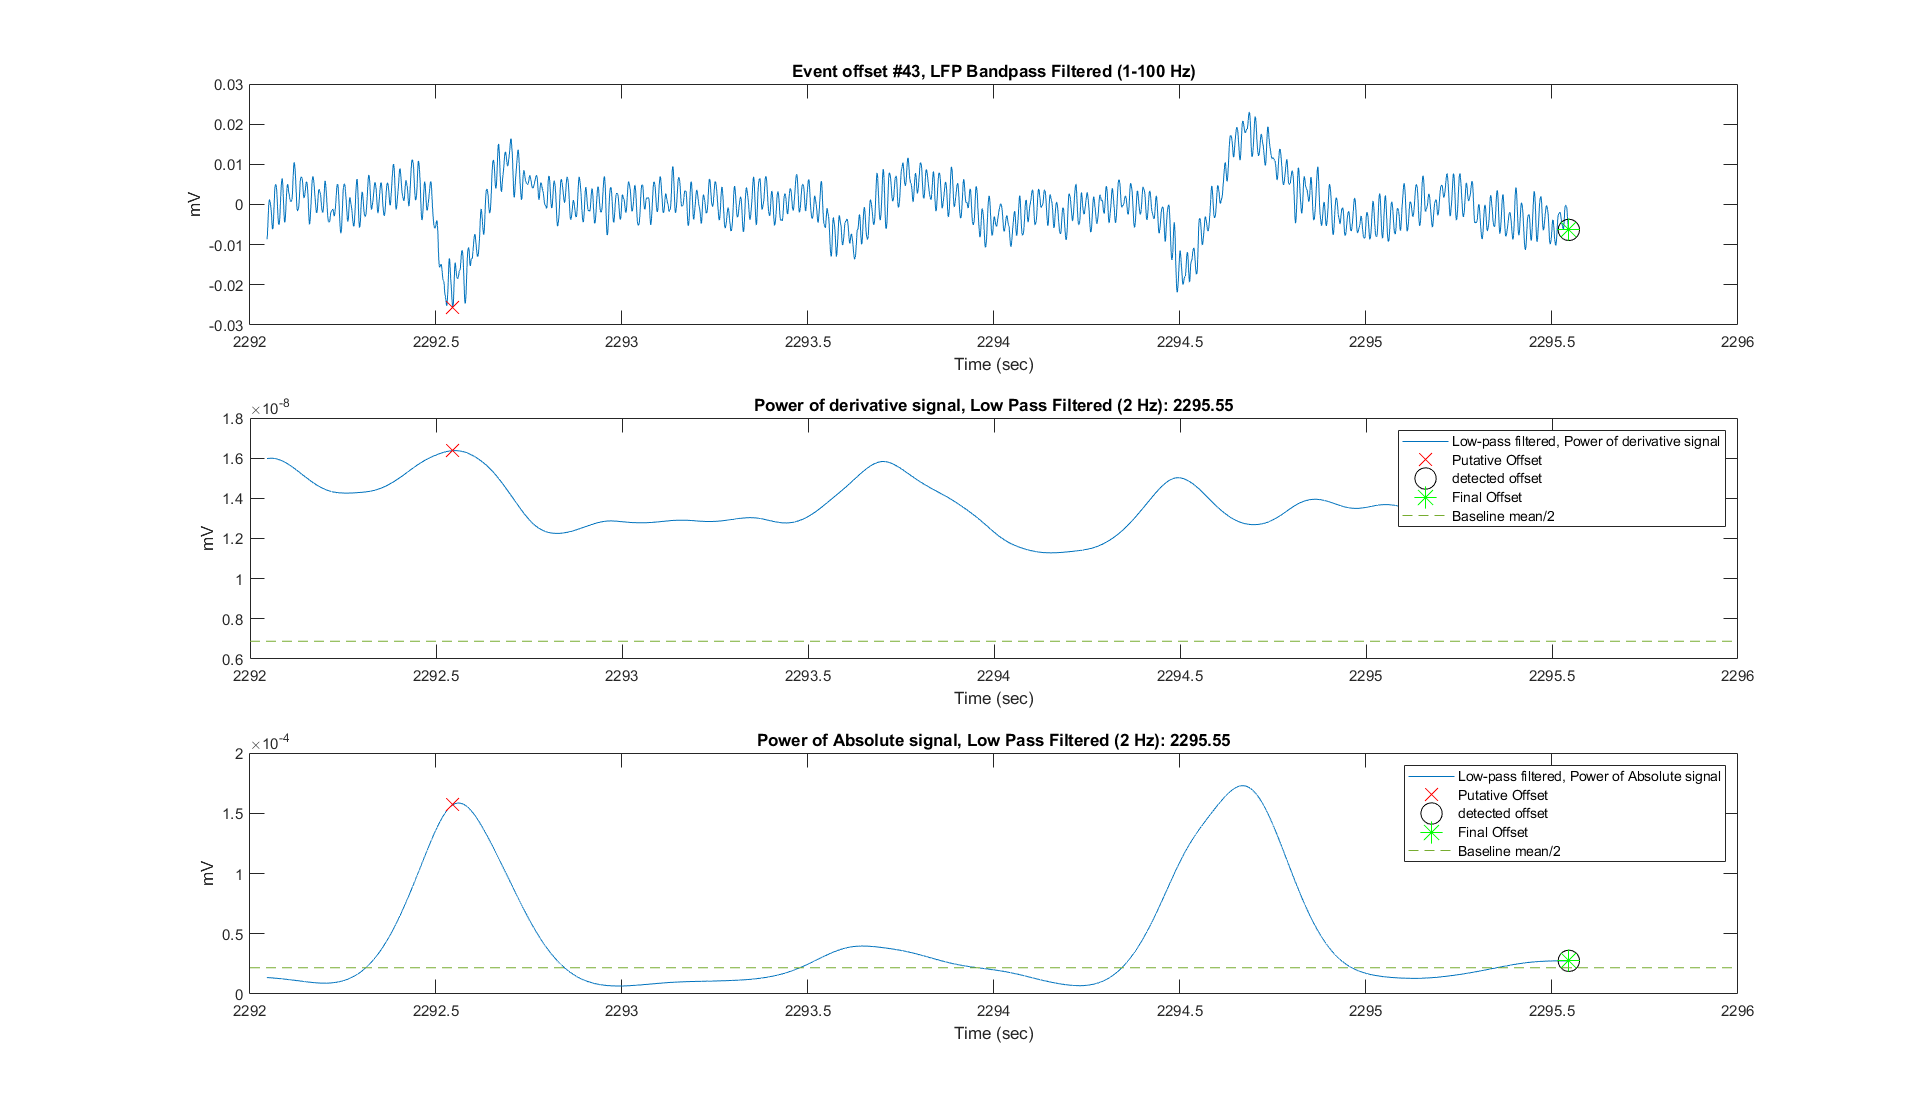 Event offset #43, LFP Bandpass Filtered (1-100 Hz)
0.03
0.02
0.01
0
-0.01
-0.02
-0.03
mV
2292 2292.5 2293 2293.5 2294 2294.5 2295 2295.5 2296
Time (sec)
Power of derivative signal, Low Pass Filtered (2 Hz): 2295.55
×10^-8
1.8
1.6
1.4
1.2
1
0.8
0.6
mV
Low-pass filtered, Power of derivative signal
Putative Offset
detected offset
Final Offset
Baseline mean/2
2292 2292.5 2293 2293.5 2294 2294.5 2295 2295.5 2296
Time (sec)
Power of Absolute signal, Low Pass Filtered (2 Hz): 2295.55
×10^-4
2
1.5
1
0.5
0
mV
Low-pass filtered, Power of Absolute signal
Putative Offset
detected offset
Final Offset
Baseline mean/2
2292 2292.5 2293 2293.5 2294 2294.5 2295 2295.5 2296
Time (sec)